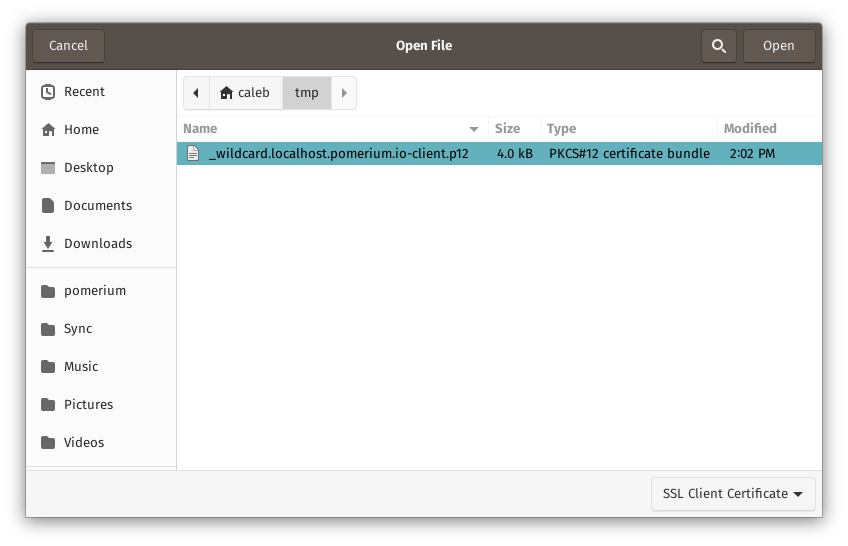 Cancel
Open File
Open
Recent
Home
Desktop
Documents
Downloads
pomerium
Sync
Music
Pictures
Videos
caleb
tmp
Name Size Type Modified
_wildcard.localhost.pomerium.io-client.p12 4.0 kB PKCS#12 certificate bundle 2:02 PM
SSL Client Certificate